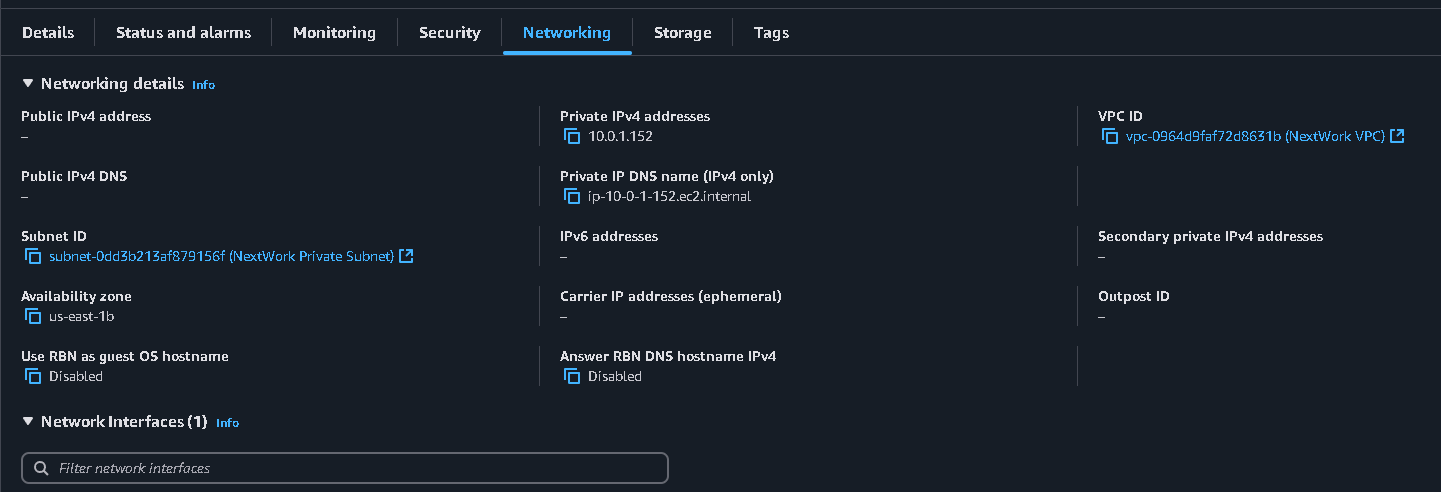 Details Status and alarms Monitoring Security Networking Storage Tags
Networking details Info
Public IPv4 address
–
Private IPv4 addresses
10.0.1.152
VPC ID
vpc-0964d9faf72d8631b (NextWork VPC)
Public IPv4 DNS
–
Private IP DNS name (IPv4 only)
ip-10-0-1-152.ec2.internal
Subnet ID
subnet-0dd3b213af879156f (NextWork Private Subnet)
IPv6 addresses
–
Secondary private IPv4 addresses
–
Availability zone
us-east-1b
Carrier IP addresses (ephemeral)
–
Outpost ID
–
Use RBN as guest OS hostname
Disabled
Answer RBN DNS hostname IPv4
Disabled
Network Interfaces (1) Info
Filter network interfaces